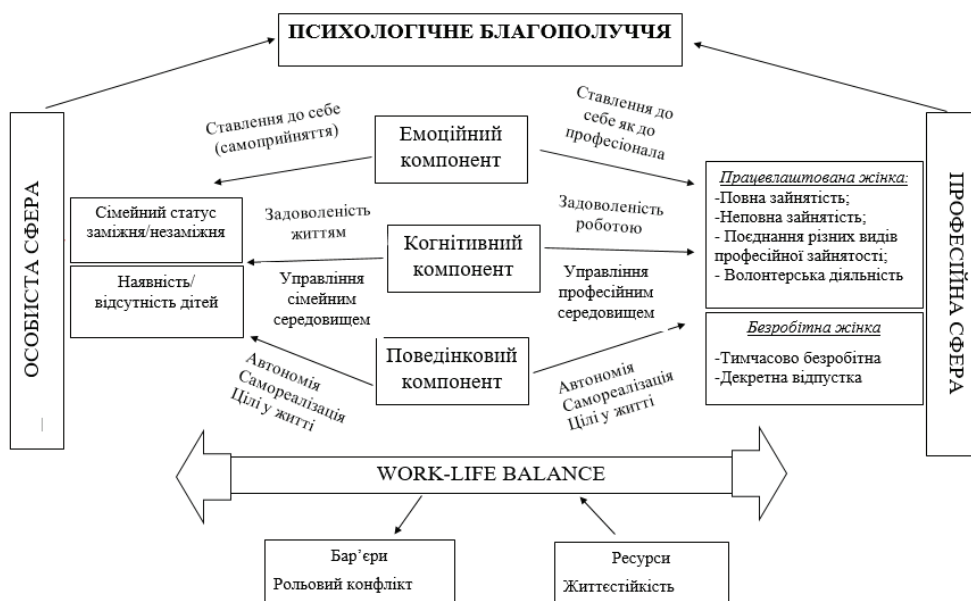 ПСИХОЛОГІЧНЕ БЛАГОПОЛУЧЧЯ
ОСОБИСТА СФЕРА
Ставлення до себе
(самоприйняття)
Емоційний
компонент
Ставлення до
себе як до
професіонала
Сімейний статус
заміжня/незаміжня
Наявність/
відсутність дітей
Задоволеність
життям
Когнітивний
компонент
Задоволеність
роботою
Управління
сімейним
середовищем
Управління
професійним
середовищем
Поведінковий
компонент
Автономія
Самореалізація
Цілі у житті
Автономія
Самореалізація
Цілі у житті
Працевлаштована жінка:
-Повна зайнятість;
-Неповна зайнятість;
- Поєднання різних видів
професійної зайнятості;
- Волонтерська діяльність
Безробітна жінка
-Тимчасово безробітна
-Декретна відпустка
ПРОФЕСІЙНА СФЕРА
WORK-LIFE BALANCE
Бар’єри
Рольовий конфлікт
Ресурси
Життєстійкість